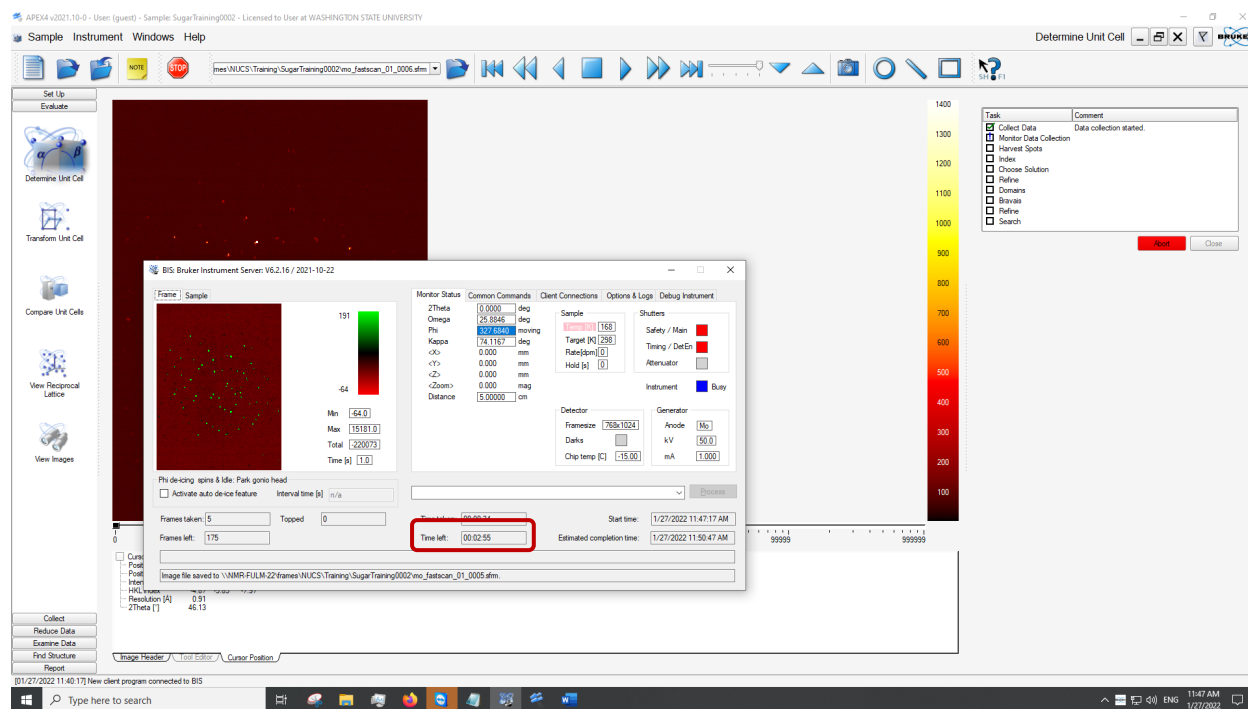 APEX4 v2021.10-0 - User: (guest) - Sample: SugarTraining0002 - Licensed to User at WASHINGTON STATE UNIVERSITY
Sample Instrument Windows Help
Determine Unit Cell
BRUKE
NOTE
STOP
mes\NUCS\Training\SugarTraining0002\mo_fastscan_01_0006.sfrm
SH FI
Set Up
Evaluate
Determine Unit Cell
Transform Unit Cell
Compare Unit Cells
View Reciprocal
Lattice
View Images
Collect
Reduce Data
Examine Data
Find Structure
Report
1400
1300
1200
1100
1000
900
800
700
600
500
400
300
200
100
0
99999
999999
Task Comment
Collect Data Data collection started.
Monitor Data Collection
Harvest Spots
Index
Choose Solution
Refine
Domains
Bravais
Refine
Search
Abort Close
BIS: Bruker Instrument Server: V6.2.16 / 2021-10-22
Frame Sample
191
-64
Min -64.0
Max 15181.0
Total -220073
Time [s] 1.0
Monitor Status Common Commands Client Connections Options & Logs Debug Instrument
2Theta 0.0000 deg
Omega 25.8846 deg
Phi 327.6840 moving
Kappa 74.1167 deg
<X> 0.000 mm
<Y> 0.000 mm
<Z> 0.000 mm
<Zoom> 0.000 mag
Distance 5.00000 cm
Sample
Temp [K] 168
Target [K] 298
Rate[dpm] 0
Hold [s] 0
Shutters
Safety / Main
Timing / DetEn
Attenuator
Instrument Busy
Detector
Framesize 768x1024
Darks
Chip temp [C] -15.00
Generator
Anode Mo
kV 50.0
mA 1.000
Phi de-icing spins & Idle: Park gonio head
Activate auto de-ice feature Interval time [s] n/a
Process
Frames taken: 5 Topped 0
Frames left: 175
Time left: 00:02:55
Start time: 1/27/2022 11:47:17 AM
Estimated completion time: 1/27/2022 11:50:47 AM
Image file saved to \\NMR-FULM-22\frames\NUCS\Training\SugarTraining0002\mo_fastscan_01_0005.sfrm.
Resolution [Å] 0.91
2Theta [°] 46.13
Image Header Tool Editor Cursor Position
[01/27/2022 11:40:17] New client program connected to BIS
Type here to search
ENG
11:47 AM
1/27/2022